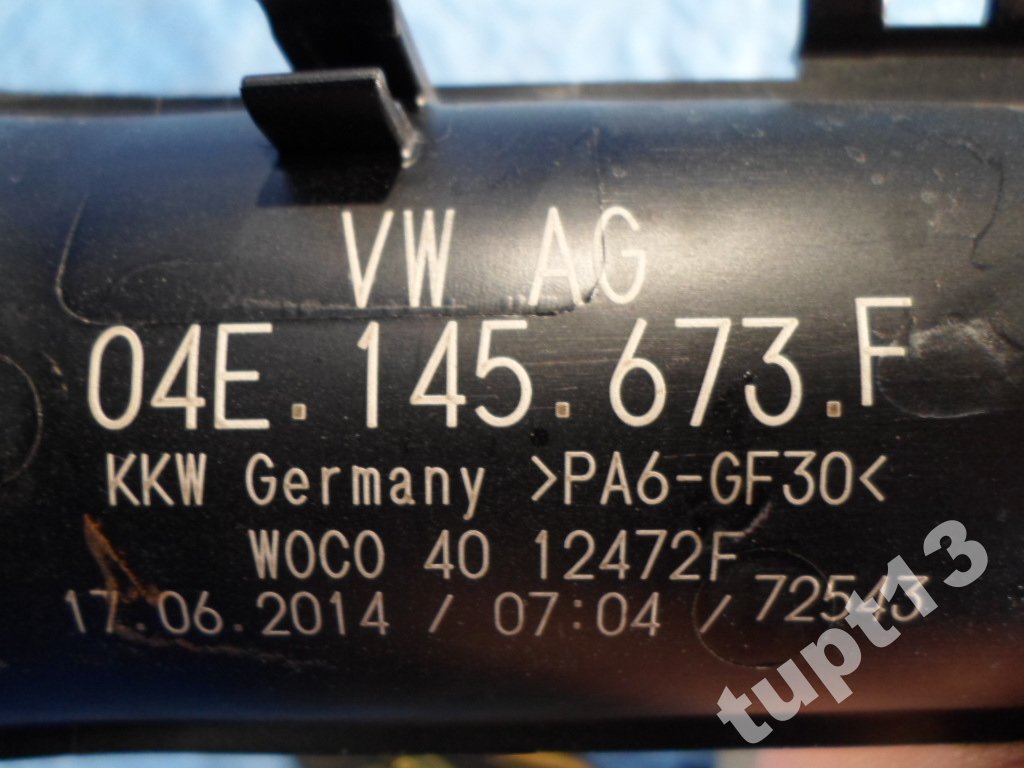 VW AG
04E.145.673.F
KKW Germany >PA6-GF30<
WOCO 40 12472F
17.06.2014 / 07:04 / 72543
tupt13